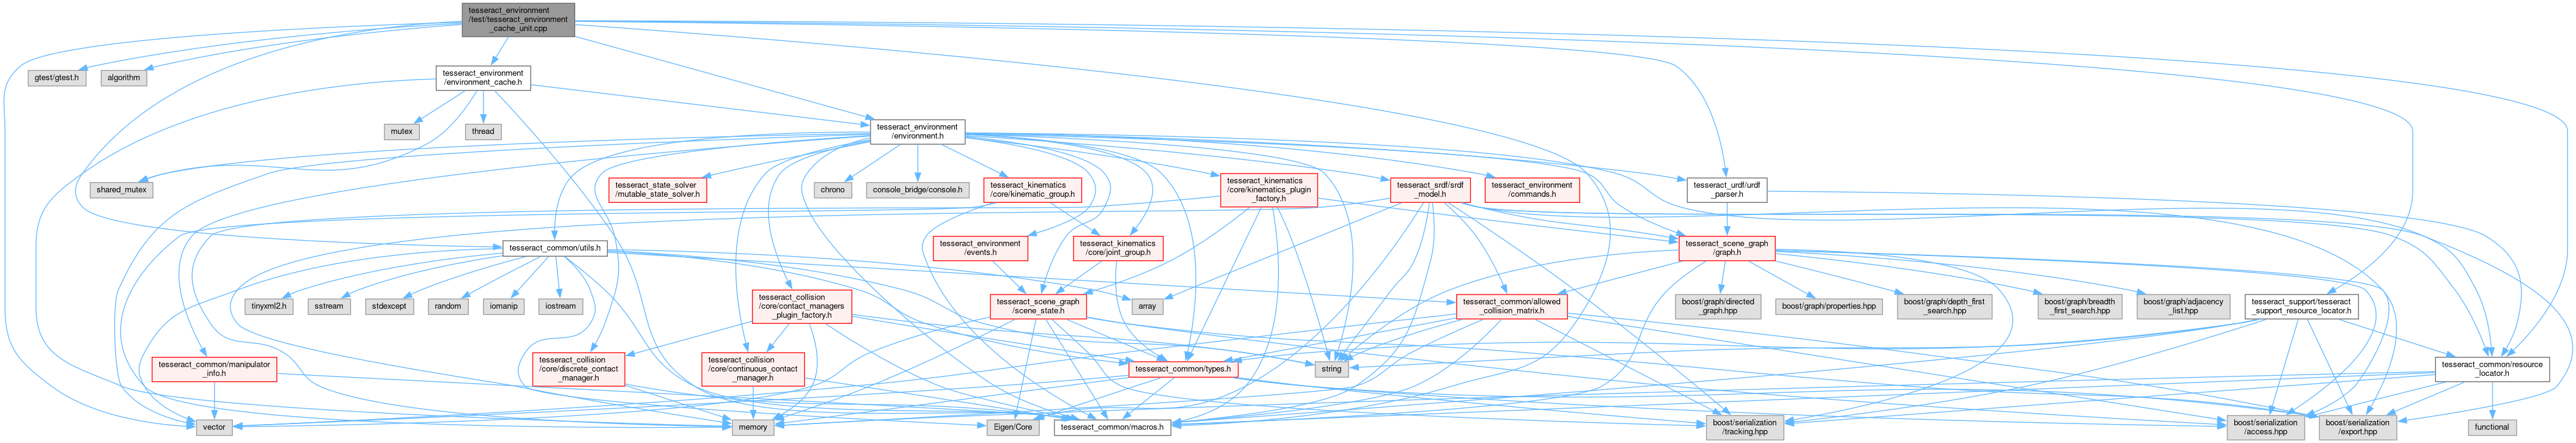 tesseract_environment
/test/tesseract_environment
_cache_unit.cpp
gtest/gtest.h
algorithm
tesseract_environment
/environment_cache.h
mutex
thread
tesseract_environment
/environment.h
shared_mutex
tesseract_state_solver
/mutable_state_solver.h
chrono
console_bridge/console.h
tesseract_kinematics
/core/kinematic_group.h
tesseract_kinematics
/core/kinematics_plugin
_factory.h
tesseract_srdf/srdf
_model.h
tesseract_environment
/commands.h
tesseract_urdf/urdf
_parser.h
tesseract_common/utils.h
tesseract_environment
/events.h
tesseract_kinematics
/core/joint_group.h
tesseract_scene_graph
/graph.h
tinyxml2.h
sstream
stdexcept
random
iomanip
iostream
tesseract_collision
/core/contact_managers
_plugin_factory.h
tesseract_scene_graph
/scene_state.h
array
tesseract_common/allowed
_collision_matrix.h
boost/graph/directed
_graph.hpp
boost/graph/properties.hpp
boost/graph/depth_first
_search.hpp
boost/graph/breadth
_first_search.hpp
boost/graph/adjacency
_list.hpp
tesseract_support/tesseract
_support_resource_locator.h
tesseract_common/manipulator
_info.h
tesseract_collision
/core/discrete_contact
_manager.h
tesseract_collision
/core/continuous_contact
_manager.h
tesseract_common/types.h
string
tesseract_common/resource
_locator.h
vector
memory
Eigen/Core
tesseract_common/macros.h
boost/serialization
/tracking.hpp
boost/serialization
/access.hpp
boost/serialization
/export.hpp
functional